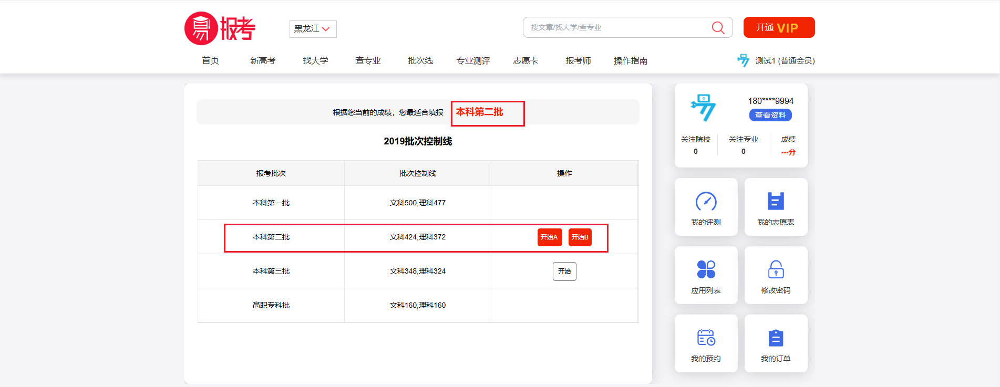 易报考
黑龙江
搜文章/找大学/查专业
开通 VIP
首页 新高考 找大学 查专业 批次线 专业测评 志愿卡 报考师 操作指南
测试1 (普通会员)
根据您当前的成绩，您最适合填报 本科第二批
2019批次控制线
报考批次 批次控制线 操作
本科第一批 文科500,理科477
本科第二批 文科424,理科372 开始A 开始B
本科第三批 文科348,理科324 开始
高职专科批 文科160,理科160
180****9994
查看资料
关注院校 关注专业 成绩
0 0 ---分
我的评测 我的志愿表
应用列表 修改密码
我的预约 我的订单